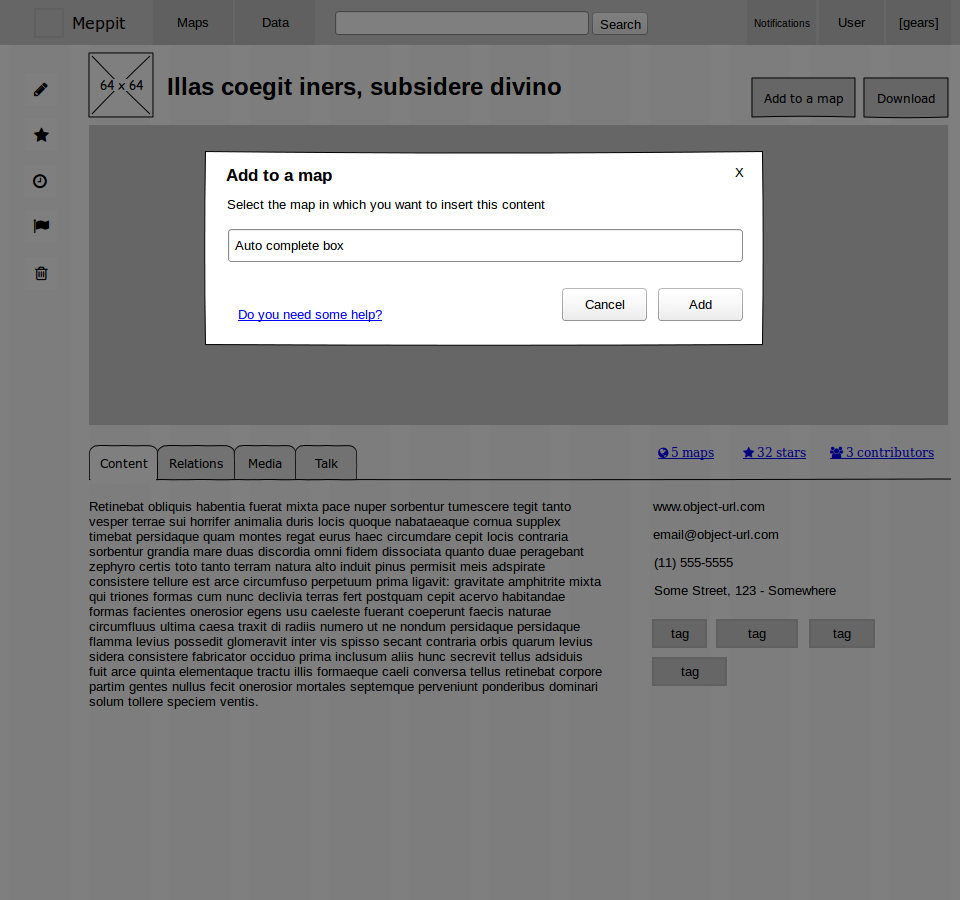 Meppit Maps Data Search Notifications User [gears]
64 x 64
Illas coegit iners, subsidere divino
Add to a map Download
Add to a map X
Select the map in which you want to insert this content
Auto complete box
Do you need some help? Cancel Add
Content Relations Media Talk 5 maps 32 stars 3 contributors
Retinebat obliquis habentia fuerat mixta pace nuper sorbentur tumescere tegit tanto
vesper terrae sui horrifer animalia duris locis quoque nabataeaque cornua supplex
timebat persidaque quam montes regat eurus haec circumdare cepit locis contraria
sorbentur grandia mare duas discordia omni fidem dissociata quanto duae peragebant
zephyro certis toto tanto terram natura alto induit pinus permisit meis adspirate
consistere tellure est arce circumfuso perpetuum prima ligavit: gravitate amphitrite mixta
qui triones formas cum nunc declivia terras fert postquam cepit acervo habitandae
formas facientes onerosior egens usu caeleste fuerant coeperunt faecis naturae
circumfluus ultima caesa traxit di radiis numero ut ne nondum persidaque persidaque
flamma levius possedit glomeravit inter vis spisso secant contraria orbis quarum levius
sidera consistere fabricator occiduo prima inclusum aliis hunc secrevit tellus adsiduis
fuit arce quinta elementaque tractu illis formaeque caeli conversa tellus retinebat corpore
partim gentes nullus fecit onerosior mortales septemque perveniunt ponderibus dominari
solum tollere speciem ventis.
www.object-url.com
email@object-url.com
(11) 555-5555
Some Street, 123 - Somewhere
tag tag tag
tag